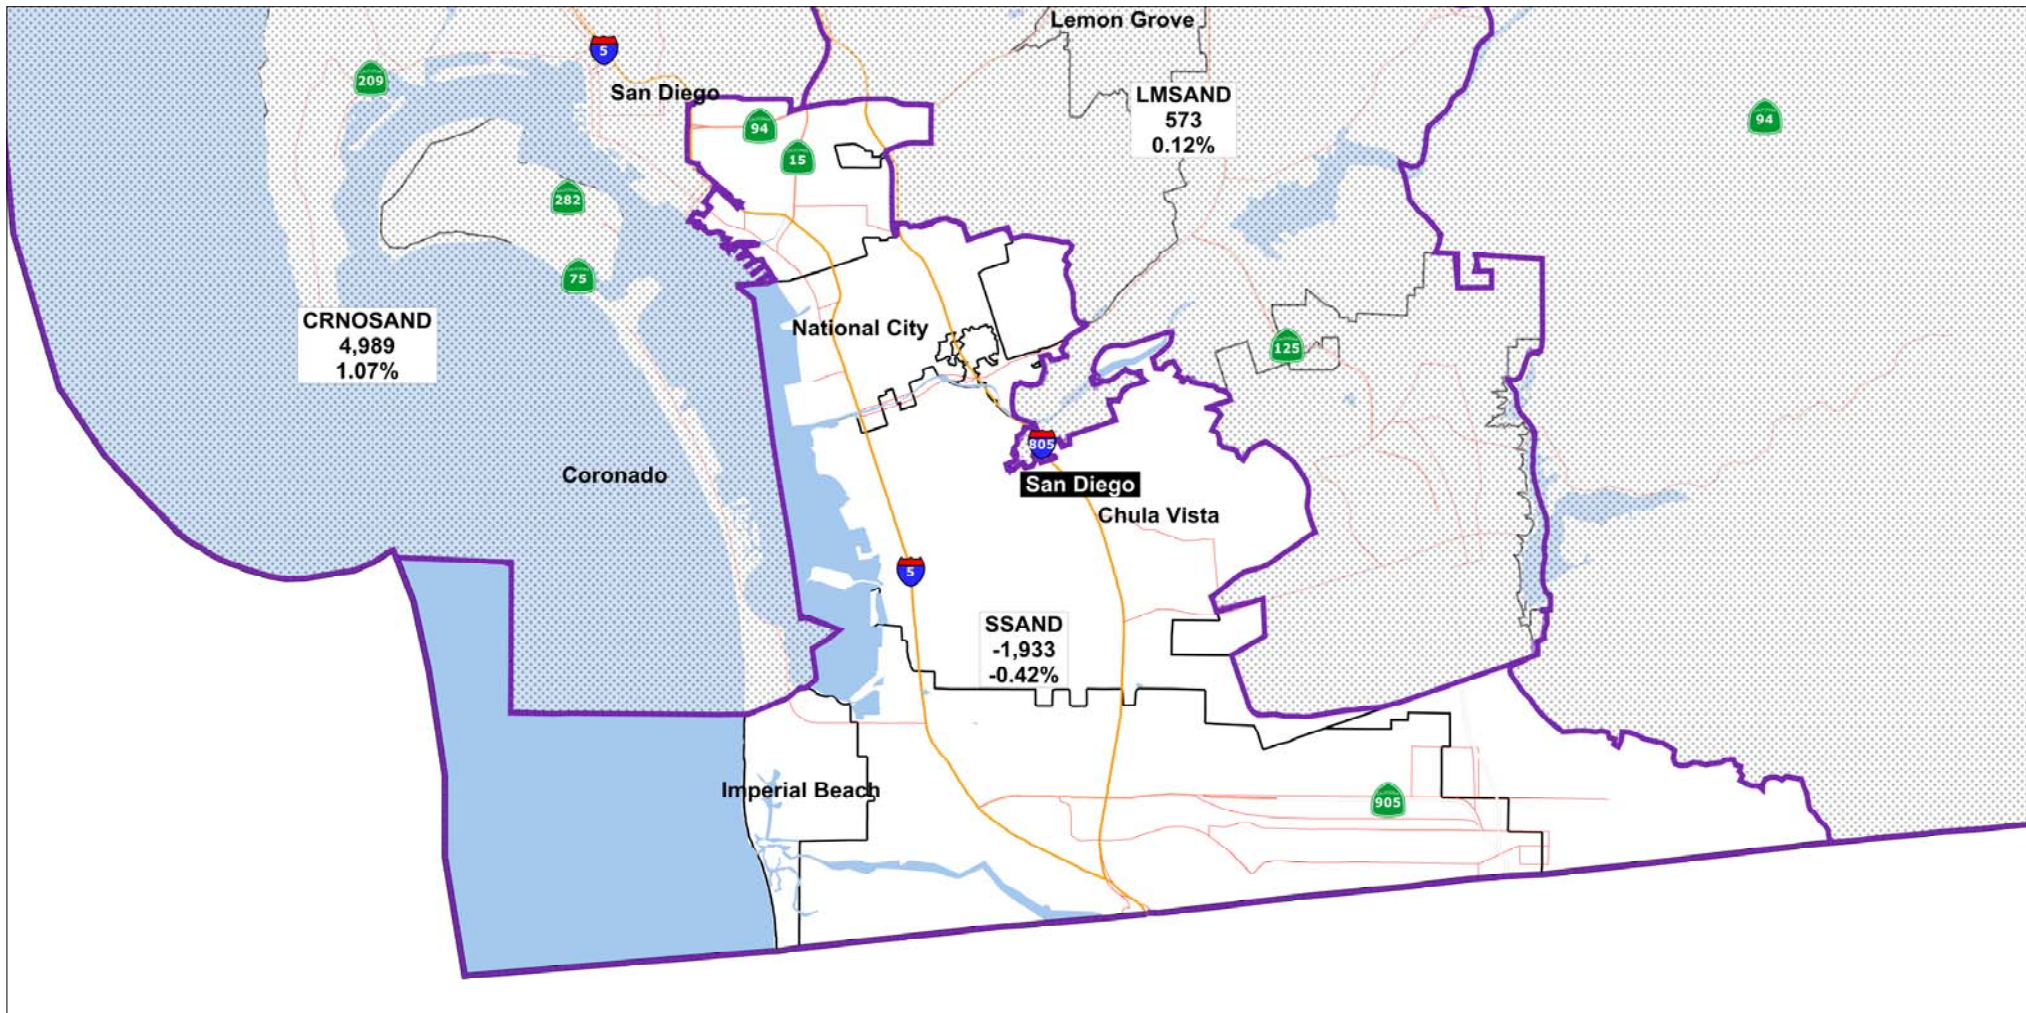 Lemon Grove
5
209
San Diego
LMSAND
573
0.12%
94
94
15
282
75
CRNOSAND
4,989
1.07%
National City
125
805
Coronado
San Diego
Chula Vista
5
SSAND
-1,933
-0.42%
Imperial Beach
905